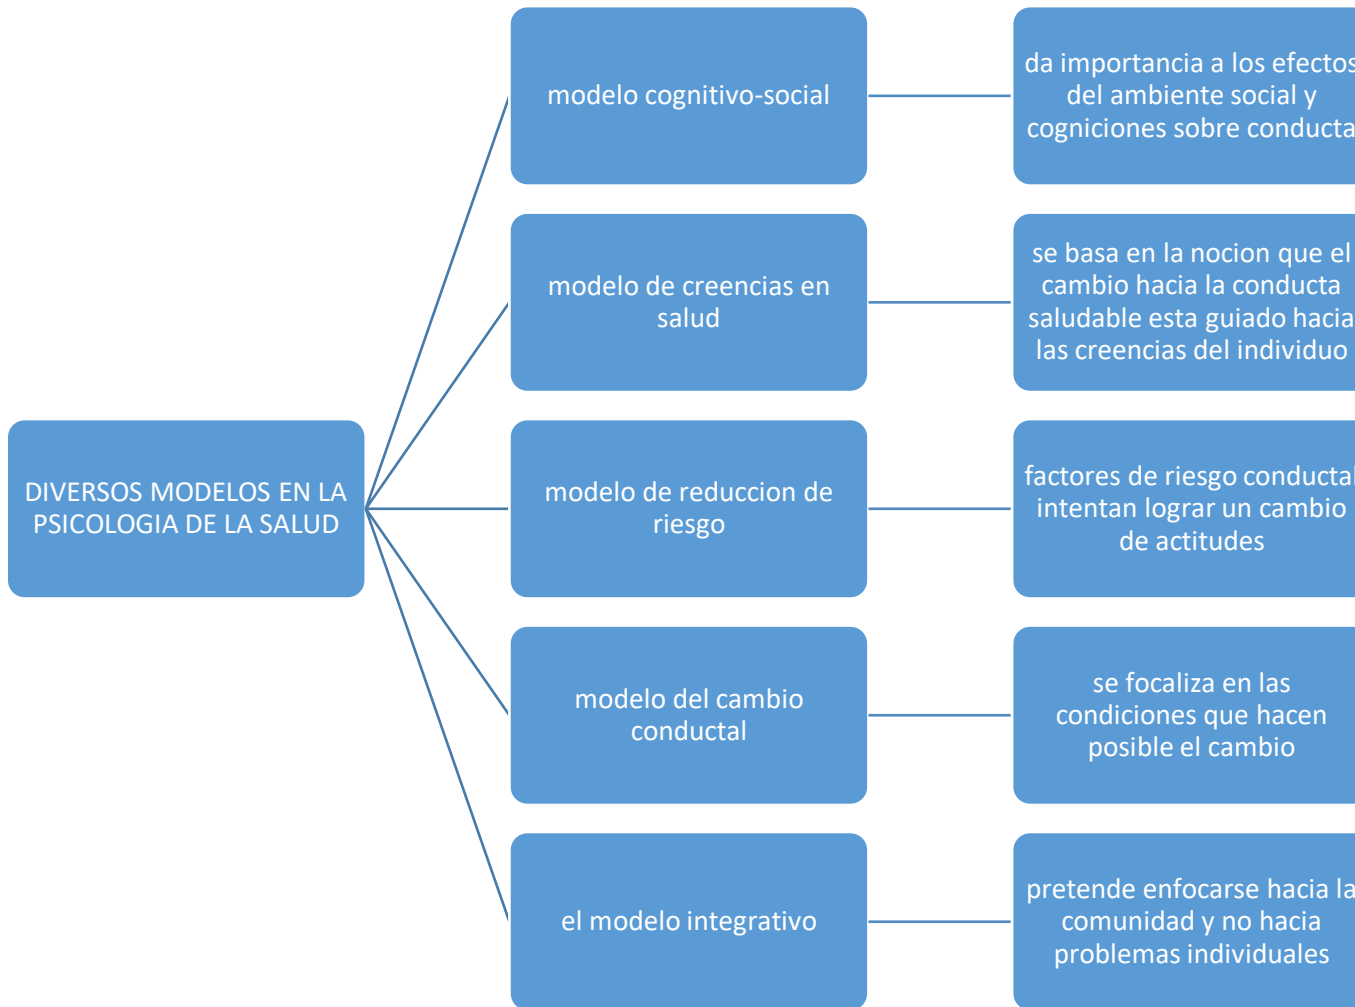 modelo cognitivo-social
da importancia a los efectos
del ambiente social y
cogniciones sobre conducta
modelo de creencias en
salud
se basa en la nocion que el
cambio hacia la conducta
saludable esta guiado hacia
las creencias del individuo
DIVERSOS MODELOS EN LA
PSICOLOGIA DE LA SALUD
modelo de reduccion de
riesgo
factores de riesgo conductal
intentan lograr un cambio
de actitudes
modelo del cambio
conductal
se focaliza en las
condiciones que hacen
posible el cambio
el modelo integrativo
pretende enfocarse hacia la
comunidad y no hacia
problemas individuales